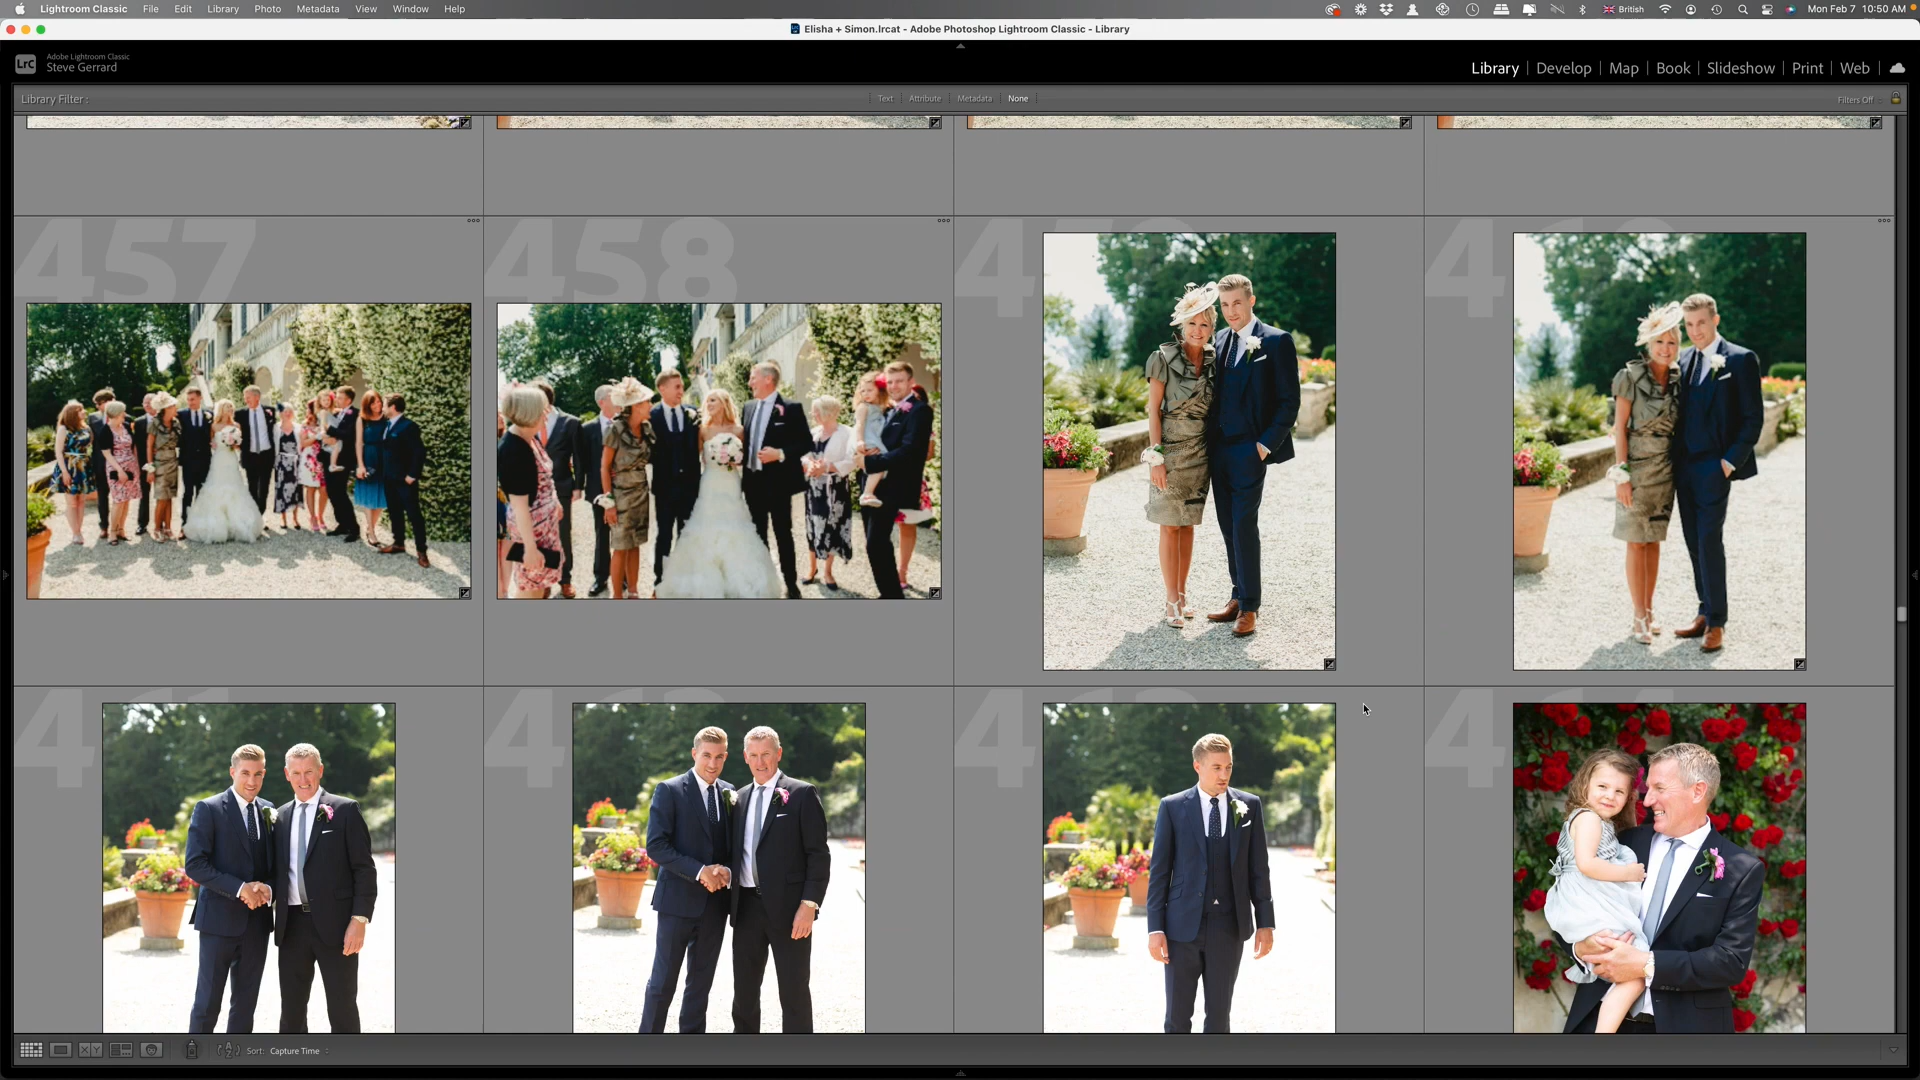 Lightroom Classic File Edit Library Photo Metadata View Window Help British Mon Feb 7 10:50 AM
Elisha + Simon.lrcat - Adobe Photoshop Lightroom Classic - Library
LrC
Adobe Lightroom Classic
Steve Gerrard
Library | Develop | Map | Book | Slideshow | Print | Web |
Library Filter :
Text | Attribute | Metadata | None |
Filters Off
457
458
Sort: Capture Time